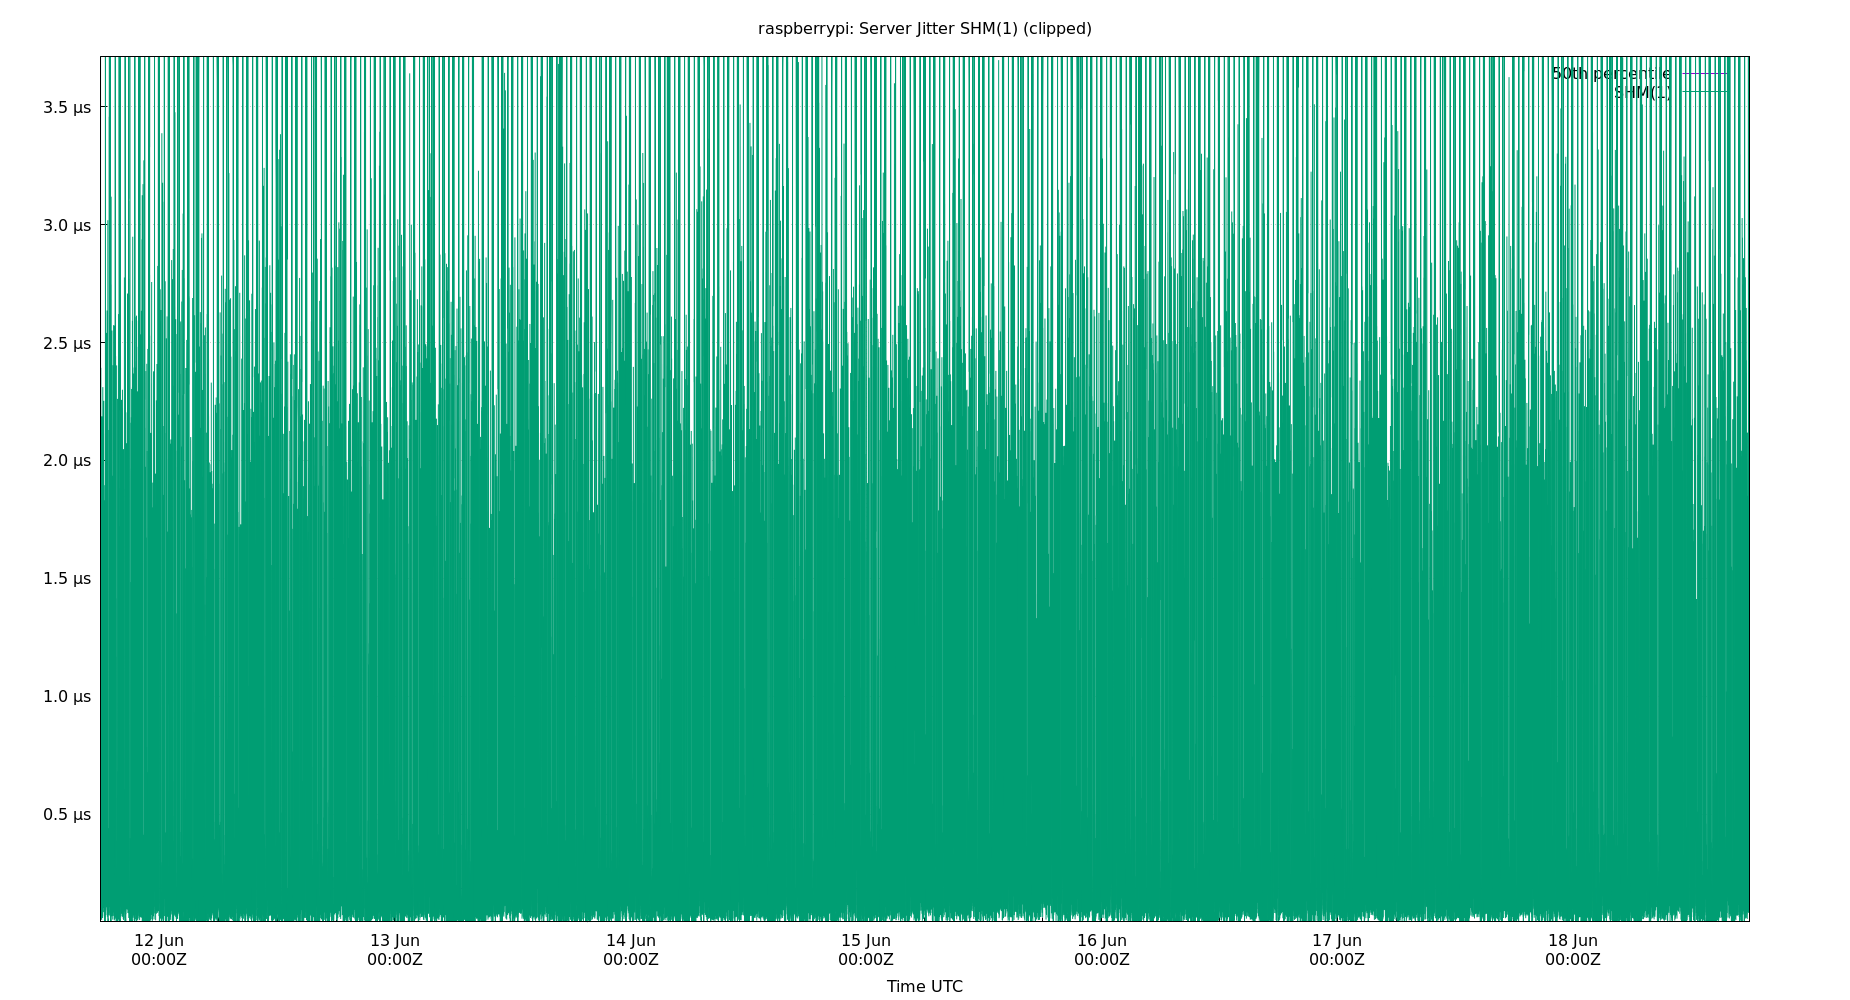 raspberrypi: Server Jitter SHM(1) (clipped)
50th percentile
SHM(1)
3.5 µs
3.0 µs
2.5 µs
2.0 µs
1.5 µs
1.0 µs
0.5 µs
12 Jun 13 Jun 14 Jun 15 Jun 16 Jun 17 Jun 18 Jun
00:00Z 00:00Z 00:00Z 00:00Z 00:00Z 00:00Z 00:00Z
Time UTC